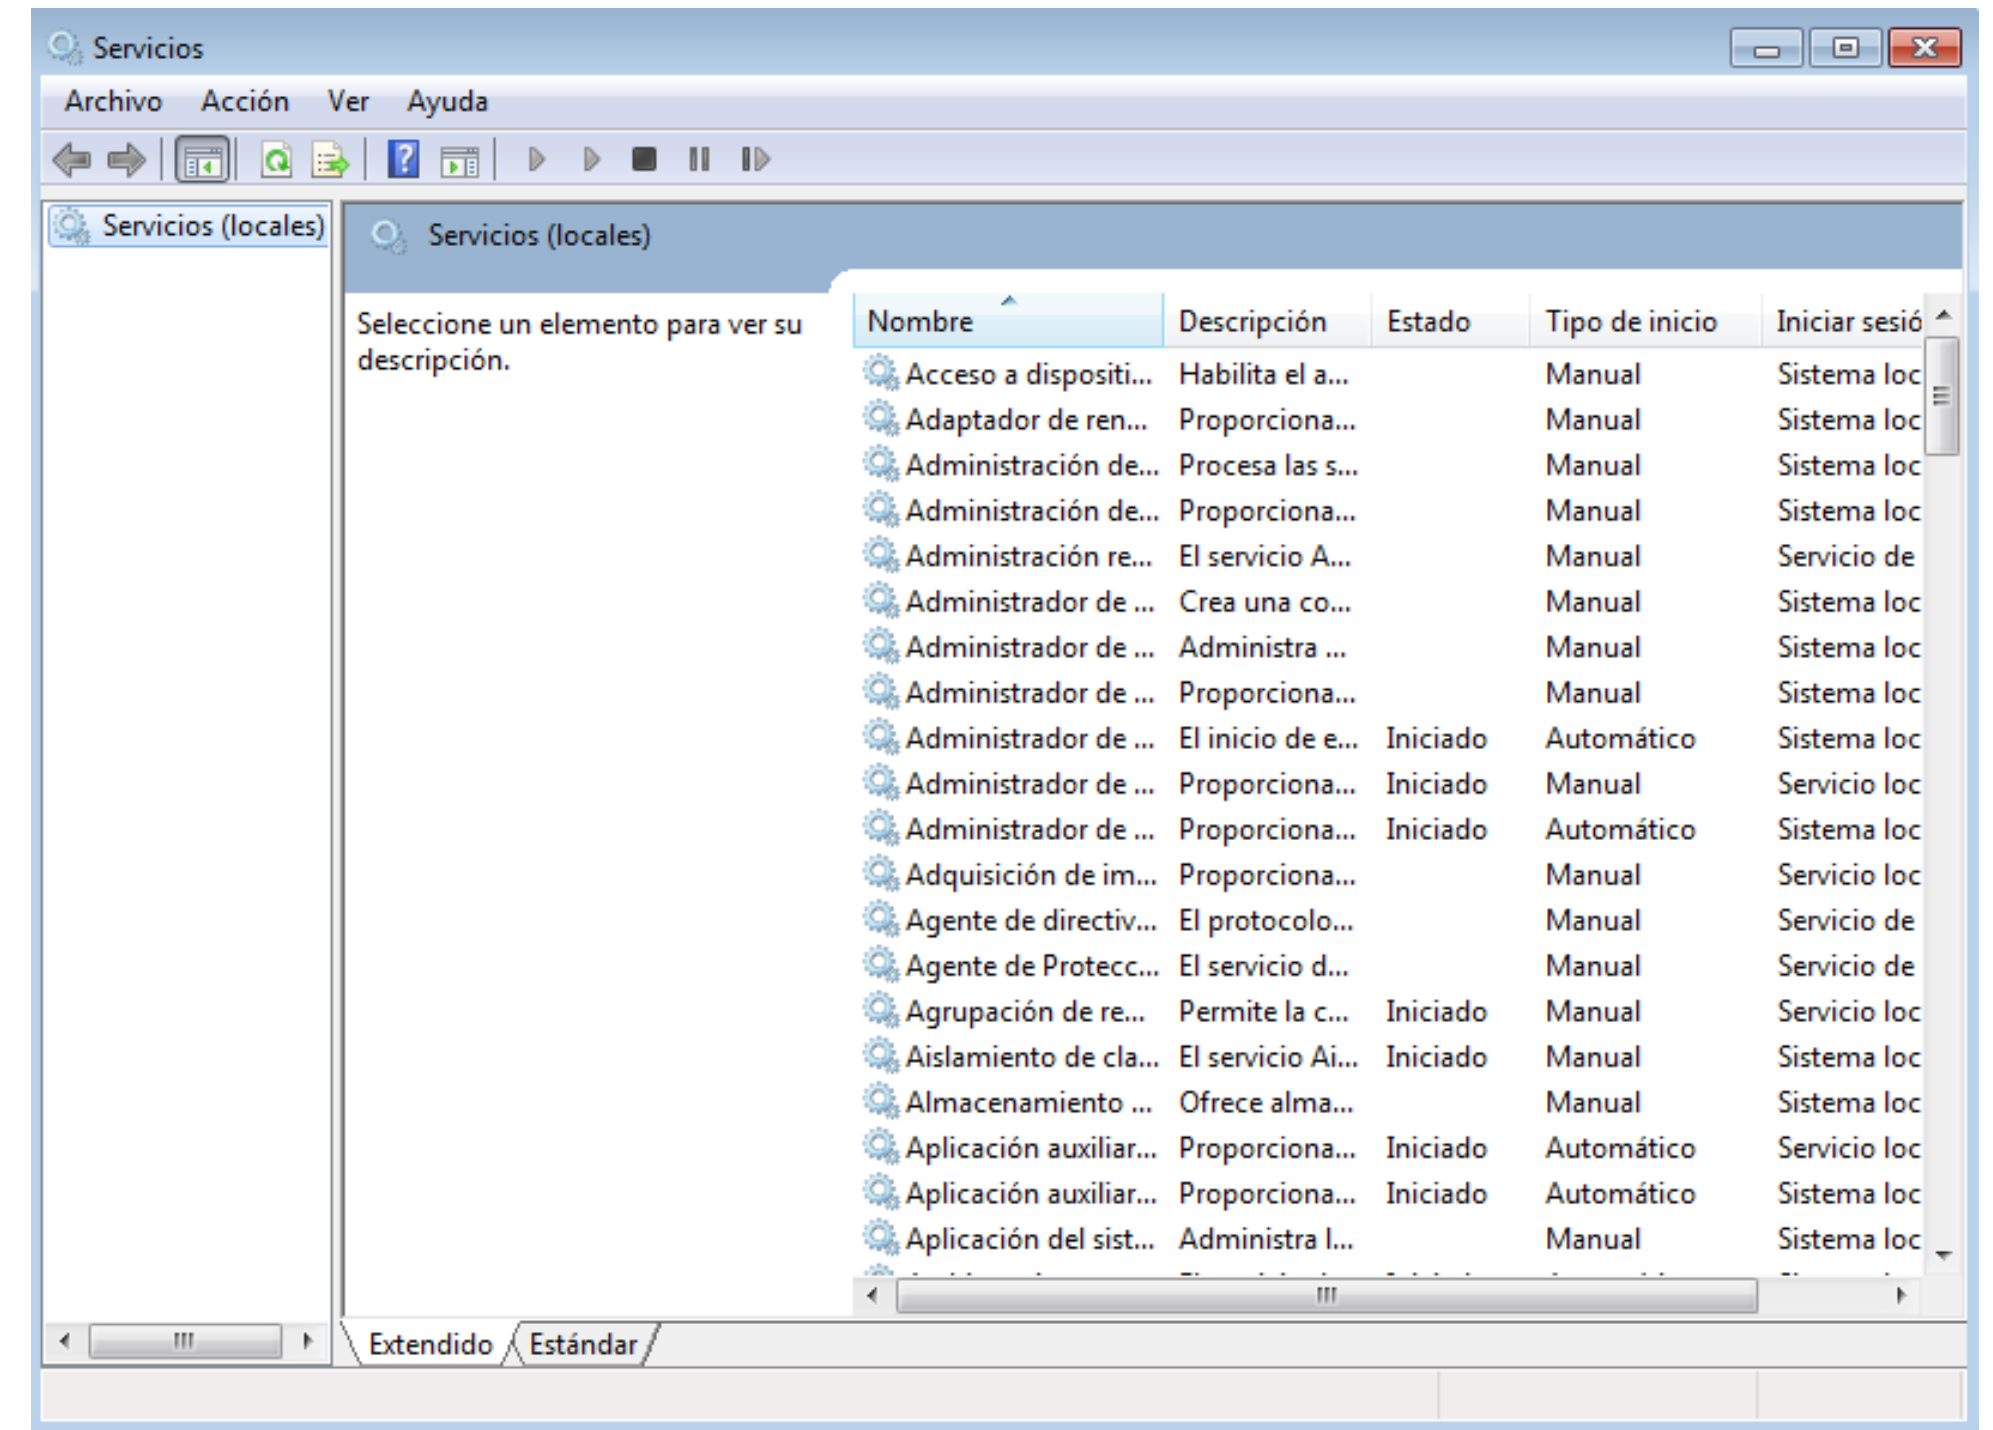 Servicios
Archivo Acción Ver Ayuda
Servicios (locales)
Servicios (locales)
Seleccione un elemento para ver su
descripción.
Nombre Descripción Estado Tipo de inicio Iniciar sesió
Acceso a dispositi... Habilita el a... Manual Sistema loc
Adaptador de ren... Proporciona... Manual Sistema loc
Administración de... Procesa las s... Manual Sistema loc
Administración de... Proporciona... Manual Sistema loc
Administración re... El servicio A... Manual Servicio de
Administrador de ... Crea una co... Manual Sistema loc
Administrador de ... Administra ... Manual Sistema loc
Administrador de ... Proporciona... Manual Sistema loc
Administrador de ... El inicio de e... Iniciado Automático Sistema loc
Administrador de ... Proporciona... Iniciado Manual Servicio loc
Administrador de ... Proporciona... Iniciado Automático Sistema loc
Adquisición de im... Proporciona... Manual Servicio loc
Agente de directiv... El protocolo... Manual Servicio de
Agente de Protecc... El servicio d... Manual Servicio de
Agrupación de re... Permite la c... Iniciado Manual Servicio loc
Aislamiento de cla... El servicio Ai... Iniciado Manual Sistema loc
Almacenamiento ... Ofrece alma... Manual Sistema loc
Aplicación auxiliar... Proporciona... Iniciado Automático Servicio loc
Aplicación auxiliar... Proporciona... Iniciado Automático Sistema loc
Aplicación del sist... Administra l... Manual Sistema loc
Extendido Estándar